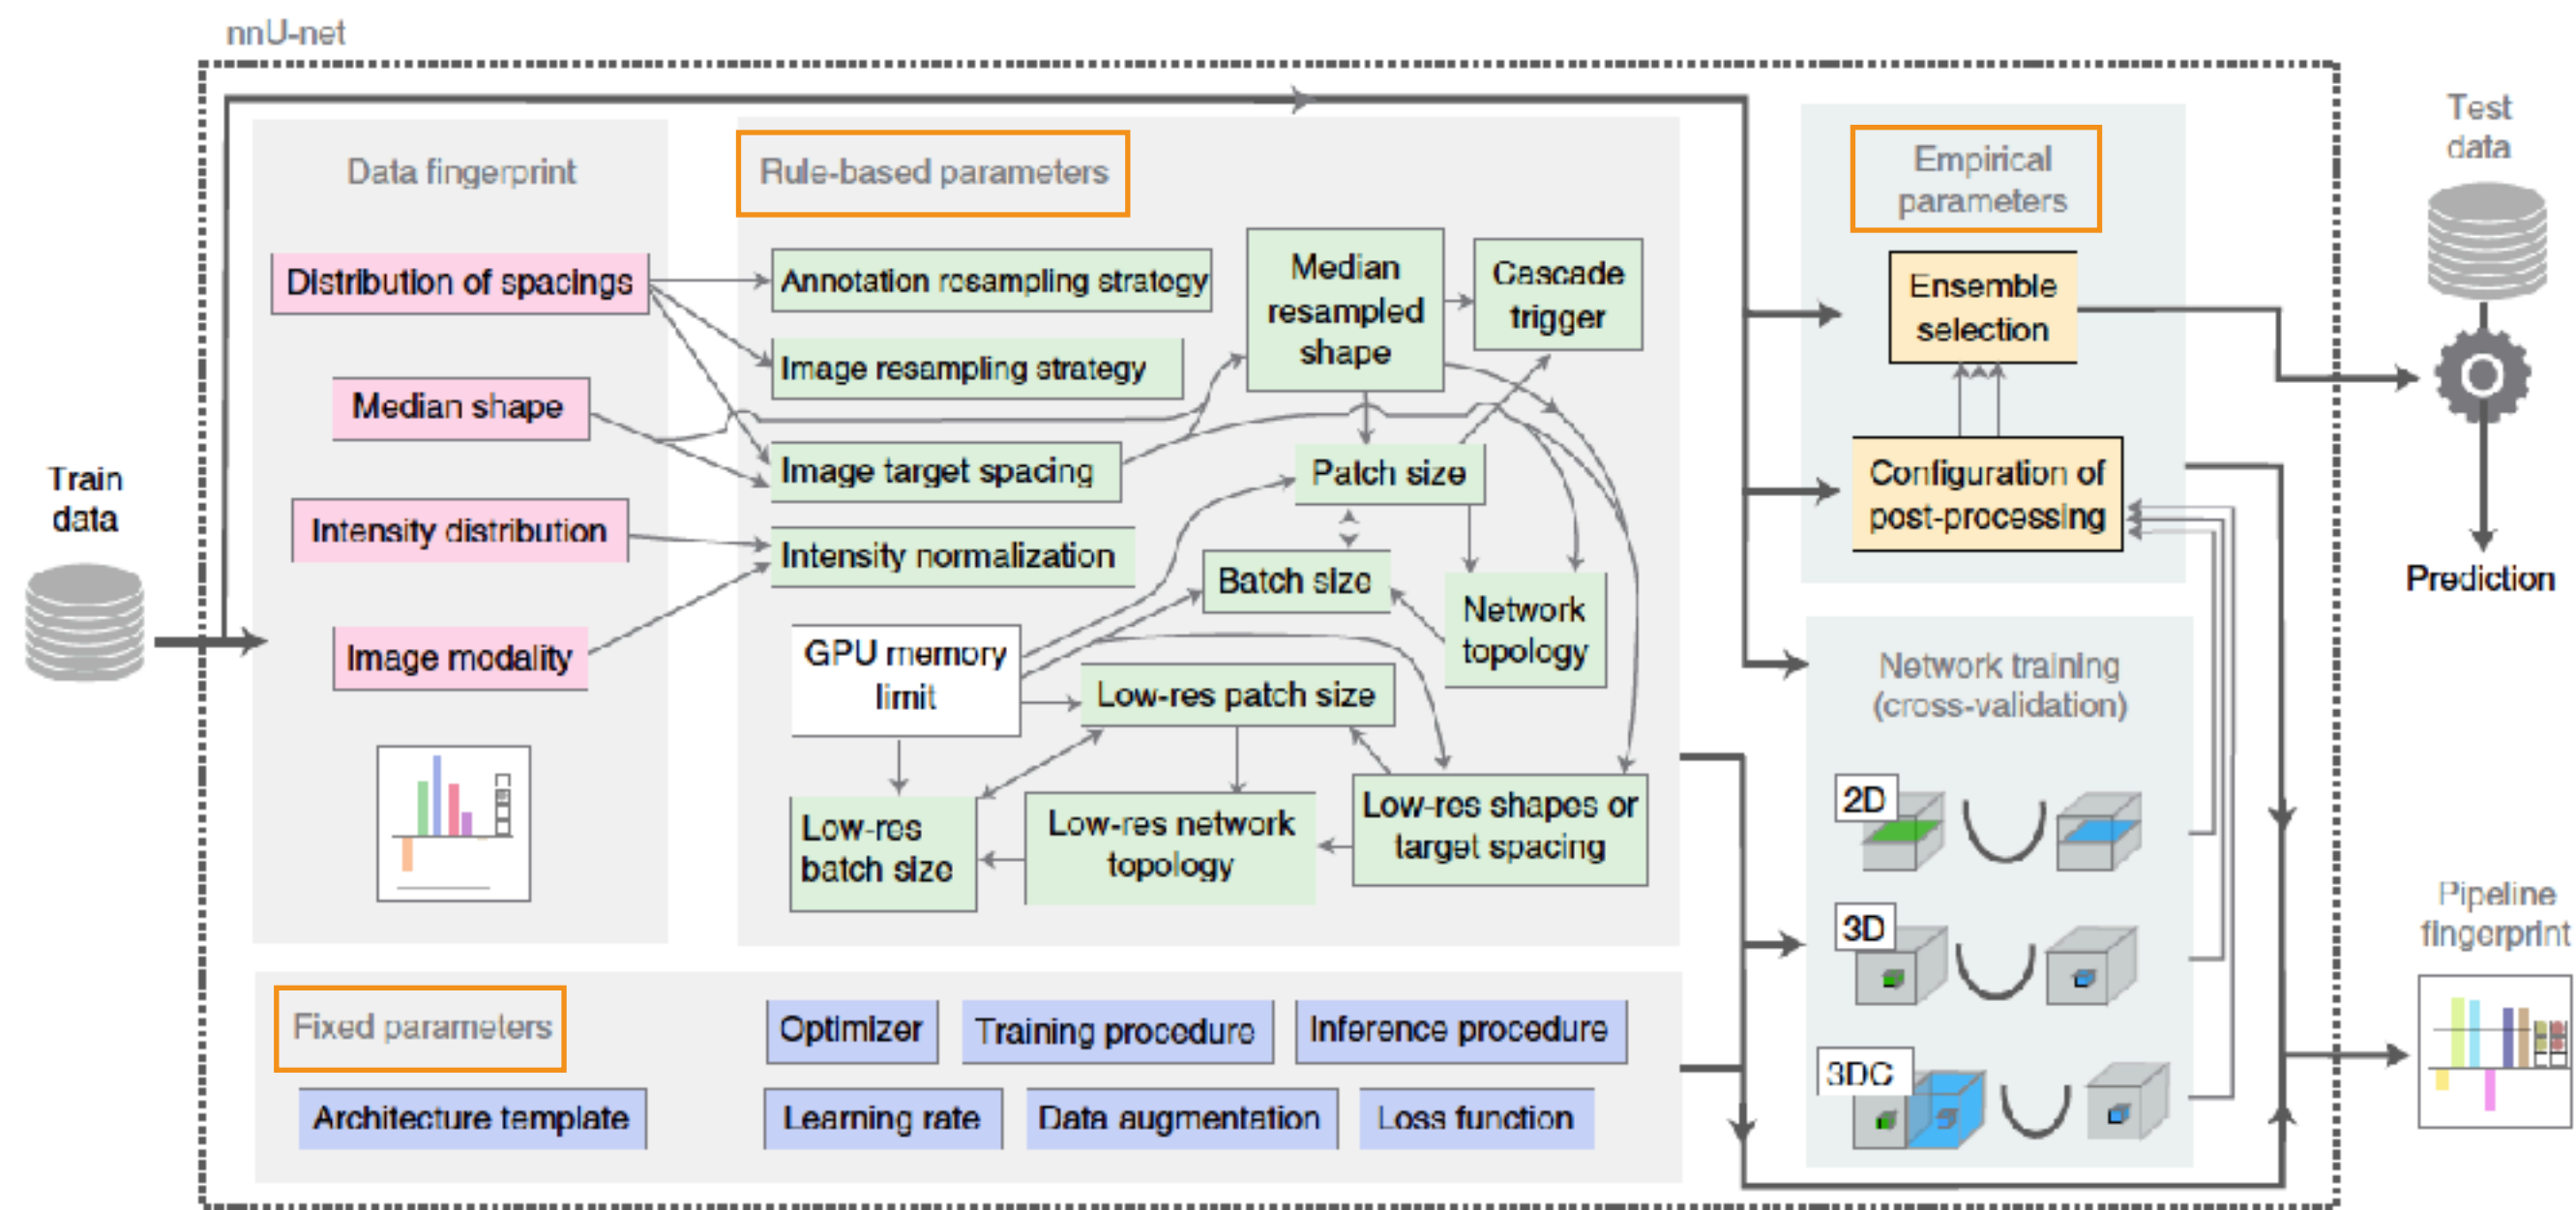 nnU-net
Train
data
Data fingerprint
Distribution of spacings
Median shape
Intensity distribution
Image modality
Rule-based parameters
Annotation resampling strategy
Image resampling strategy
Image target spacing
Intensity normalization
Median
resampled
shape
Cascade
trigger
Patch size
Batch size
Network
topology
GPU memory
limit
Low-res patch size
Low-res
batch size
Low-res network
topology
Low-res shapes or
target spacing
Fixed parameters
Architecture template
Optimizer
Training procedure
Inference procedure
Learning rate
Data augmentation
Loss function
Empirical
parameters
Ensemble
selection
Configuration of
post-processing
Network training
(cross-validation)
2D
3D
3DC
Test
data
Prediction
Pipeline
fingerprint